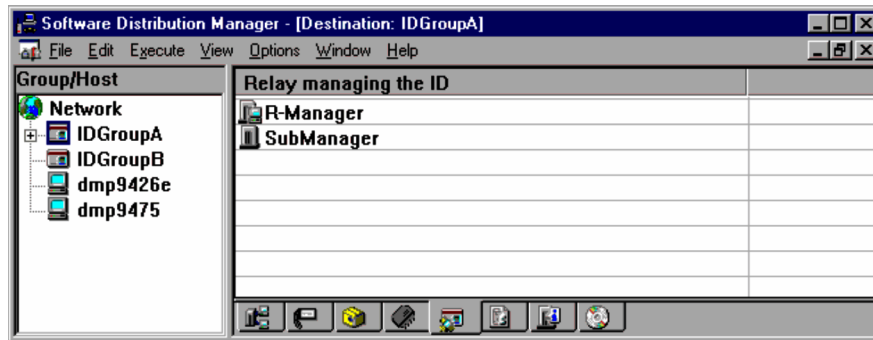 Software Distribution Manager - [Destination: IDGroupA]
File Edit Execute View Options Window Help
Group/Host
Relay managing the ID
Network
R-Manager
IDGroupA
SubManager
IDGroupB
dmp9426e
dmp9475